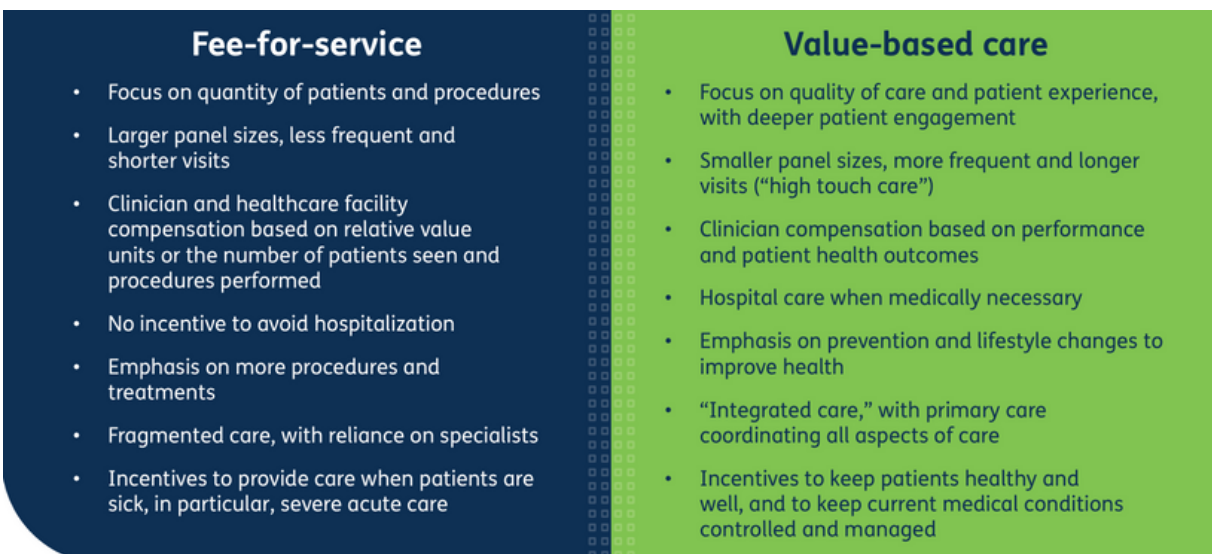 Fee-for-service
• Focus on quantity of patients and procedures
• Larger panel sizes, less frequent and
shorter visits
• Clinician and healthcare facility
compensation based on relative value
units or the number of patients seen and
procedures performed
• No incentive to avoid hospitalization
• Emphasis on more procedures and
treatments
• Fragmented care, with reliance on specialists
• Incentives to provide care when patients are
sick, in particular, severe acute care
Value-based care
• Focus on quality of care and patient experience,
with deeper patient engagement
• Smaller panel sizes, more frequent and longer
visits (“high touch care”)
• Clinician compensation based on performance
and patient health outcomes
• Hospital care when medically necessary
• Emphasis on prevention and lifestyle changes to
improve health
• “Integrated care,” with primary care
coordinating all aspects of care
• Incentives to keep patients healthy and
well, and to keep current medical conditions
controlled and managed